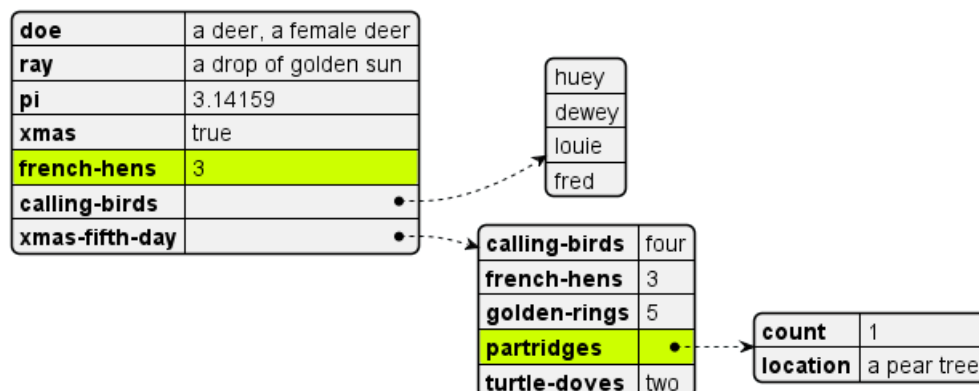 doe a deer, a female deer
ray a drop of golden sun
pi 3.14159
xmas true
french-hens 3
calling-birds
xmas-fifth-day
huey
dewey
louie
fred
calling-birds four
french-hens 3
golden-rings 5
partridges
turtle-doves two
count 1
location a pear tree